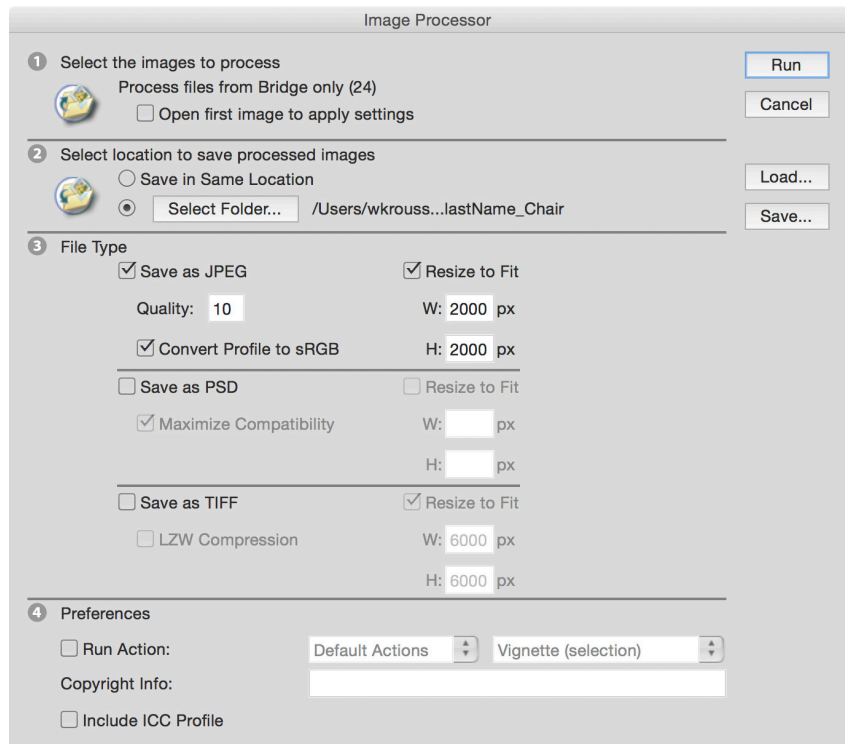 Image Processor
1 Select the images to process
Process files from Bridge only (24)
Open first image to apply settings
Run
Cancel
2 Select location to save processed images
Save in Same Location
Select Folder... /Users/wkrouss...lastName_Chair
Load...
Save...
3 File Type
Save as JPEG Resize to Fit
Quality: 10 W: 2000 px
Convert Profile to sRGB H: 2000 px
Save as PSD Resize to Fit
Maximize Compatibility W: px
H: px
Save as TIFF Resize to Fit
LZW Compression W: 6000 px
H: 6000 px
4 Preferences
Run Action: Default Actions Vignette (selection)
Copyright Info:
Include ICC Profile